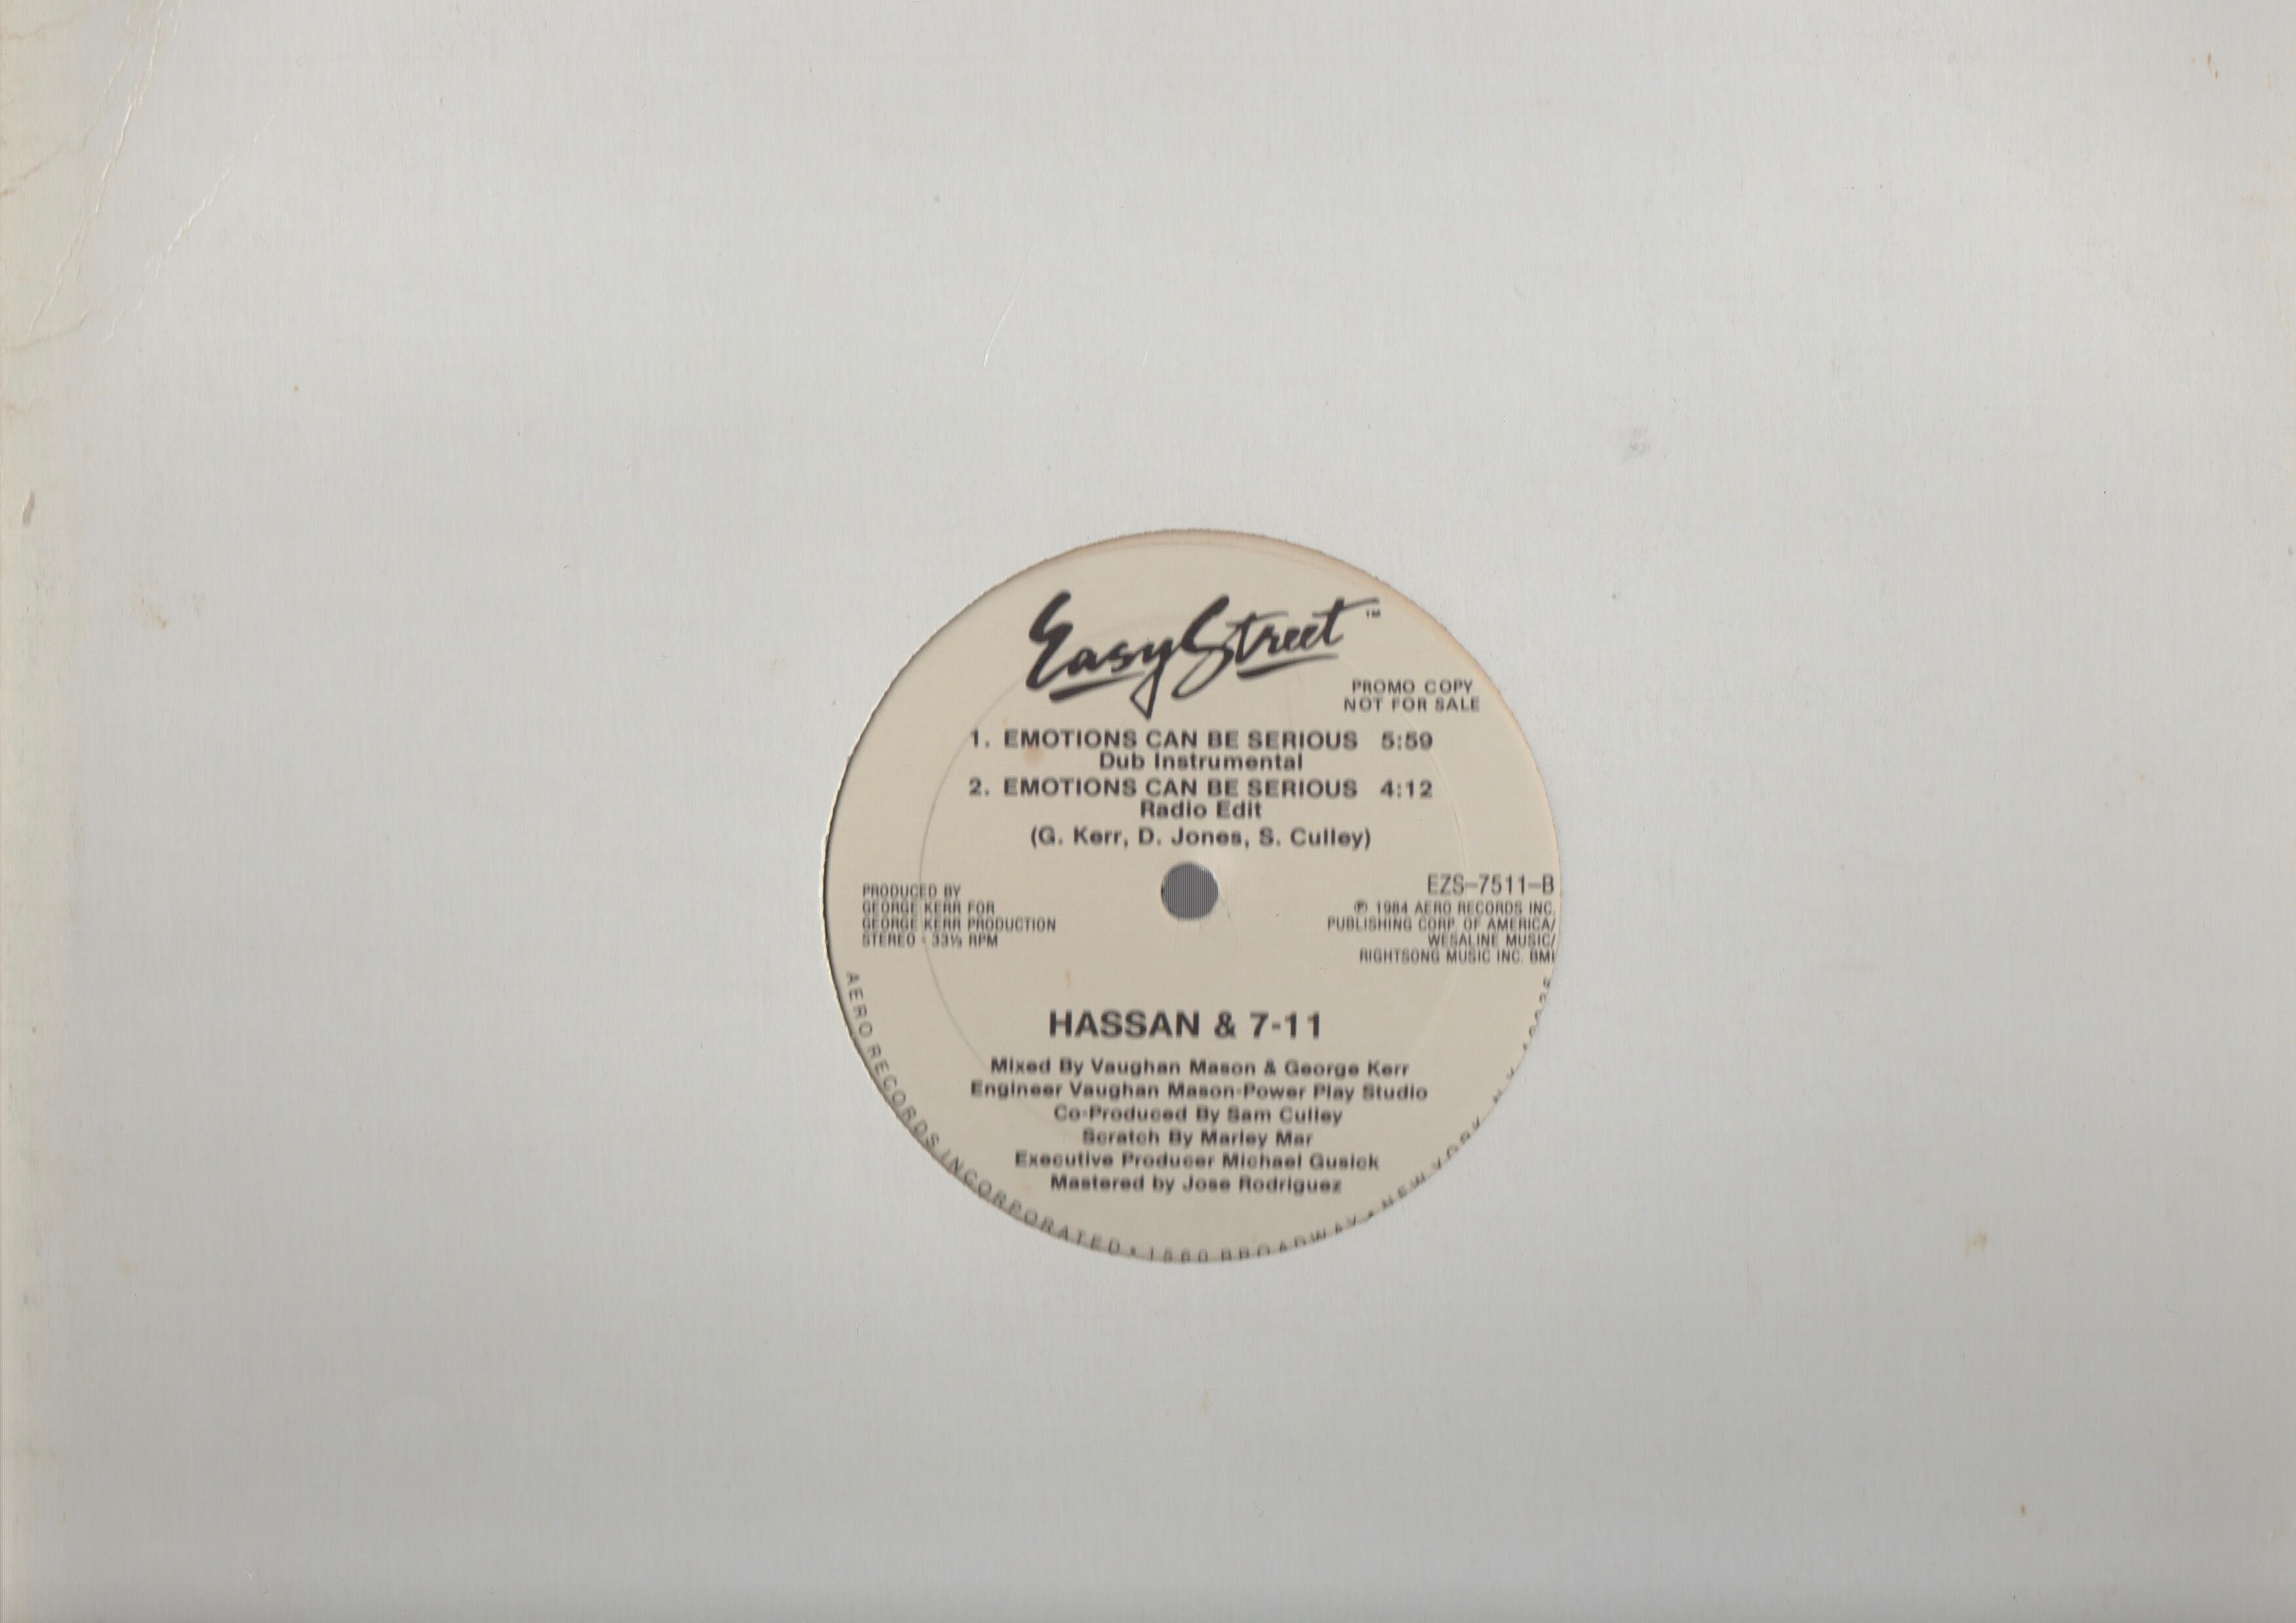 EasyStreet™
PROMO COPY
NOT FOR SALE
1. EMOTIONS CAN BE SERIOUS 5:59
Dub Instrumental
2. EMOTIONS CAN BE SERIOUS 4:12
Radio Edit
(G. Kerr, D. Jones, S. Culley)
PRODUCED BY
GEORGE KERR FOR
GEORGE KERR PRODUCTION
STEREO - 33⅓ RPM
EZS-7511-B
Ⓟ 1984 AERO RECORDS INC.
PUBLISHING CORP. OF AMERICA/
WESALINE MUSIC/
RIGHTSONG MUSIC INC. BMI
HASSAN & 7-11
Mixed By Vaughan Mason & George Kerr
Engineer Vaughan Mason-Power Play Studio
Co-Produced By Sam Culley
Scratch By Marley Mar
Executive Producer Michael Gusick
Mastered by Jose Rodriguez
AERO RECORDS INCORPORATED • BROADWAY • NEW YORK, N.Y.